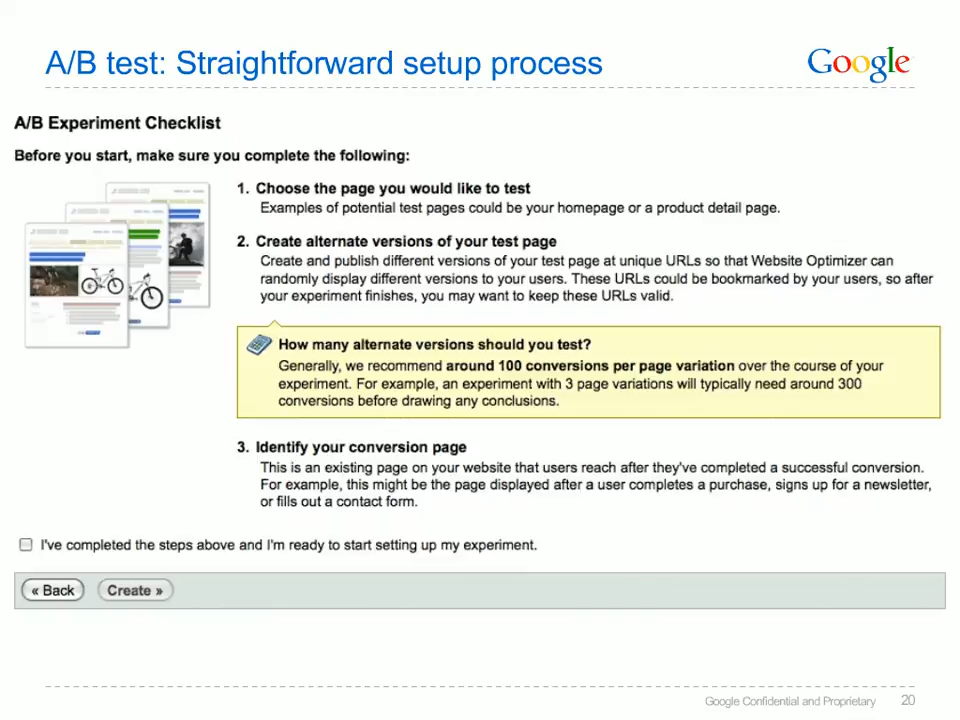 A/B test: Straightforward setup process
Google
A/B Experiment Checklist
Before you start, make sure you complete the following:
1. Choose the page you would like to test
Examples of potential test pages could be your homepage or a product detail page.
2. Create alternate versions of your test page
Create and publish different versions of your test page at unique URLs so that Website Optimizer can
randomly display different versions to your users. These URLs could be bookmarked by your users, so after
your experiment finishes, you may want to keep these URLs valid.
How many alternate versions should you test?
Generally, we recommend around 100 conversions per page variation over the course of your
experiment. For example, an experiment with 3 page variations will typically need around 300
conversions before drawing any conclusions.
3. Identify your conversion page
This is an existing page on your website that users reach after they've completed a successful conversion.
For example, this might be the page displayed after a user completes a purchase, signs up for a newsletter,
or fills out a contact form.
I've completed the steps above and I'm ready to start setting up my experiment.
« Back Create »
Google Confidential and Proprietary 20